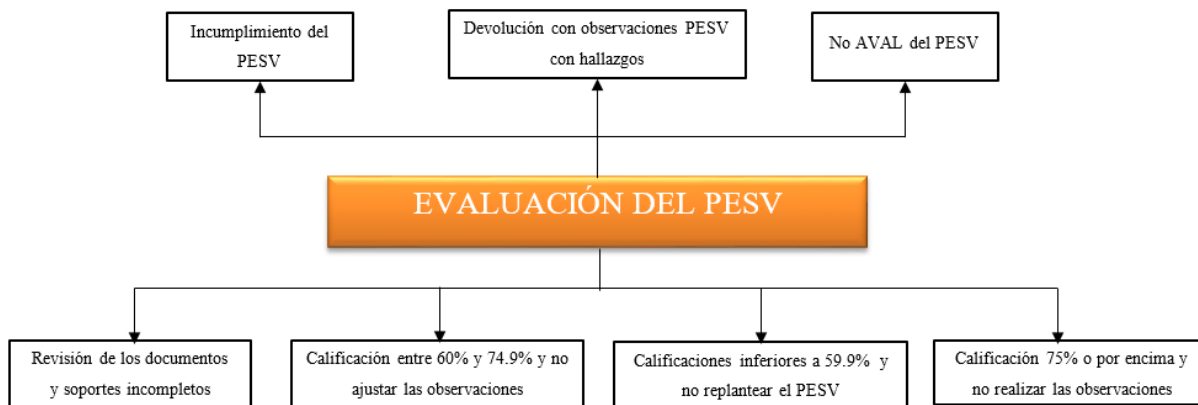 Incumplimiento del
PESV
Devolución con observaciones PESV
con hallazgos
No AVAL del PESV
EVALUACIÓN DEL PESV
Revisión de los documentos
y soportes incompletos
Calificación entre 60% y 74.9% y no
ajustar las observaciones
Calificaciones inferiores a 59.9% y
no replantear el PESV
Calificación 75% o por encima y
no realizar las observaciones